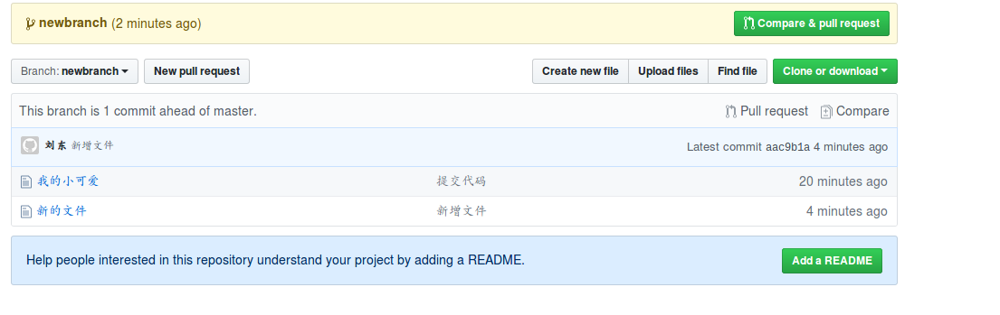 newbranch (2 minutes ago) Compare & pull request
Branch: newbranch New pull request Create new file Upload files Find file Clone or download
This branch is 1 commit ahead of master. Pull request Compare
刘东 新增文件 Latest commit aac9b1a 4 minutes ago
我的小可爱 提交代码 20 minutes ago
新的文件 新增文件 4 minutes ago
Help people interested in this repository understand your project by adding a README. Add a README